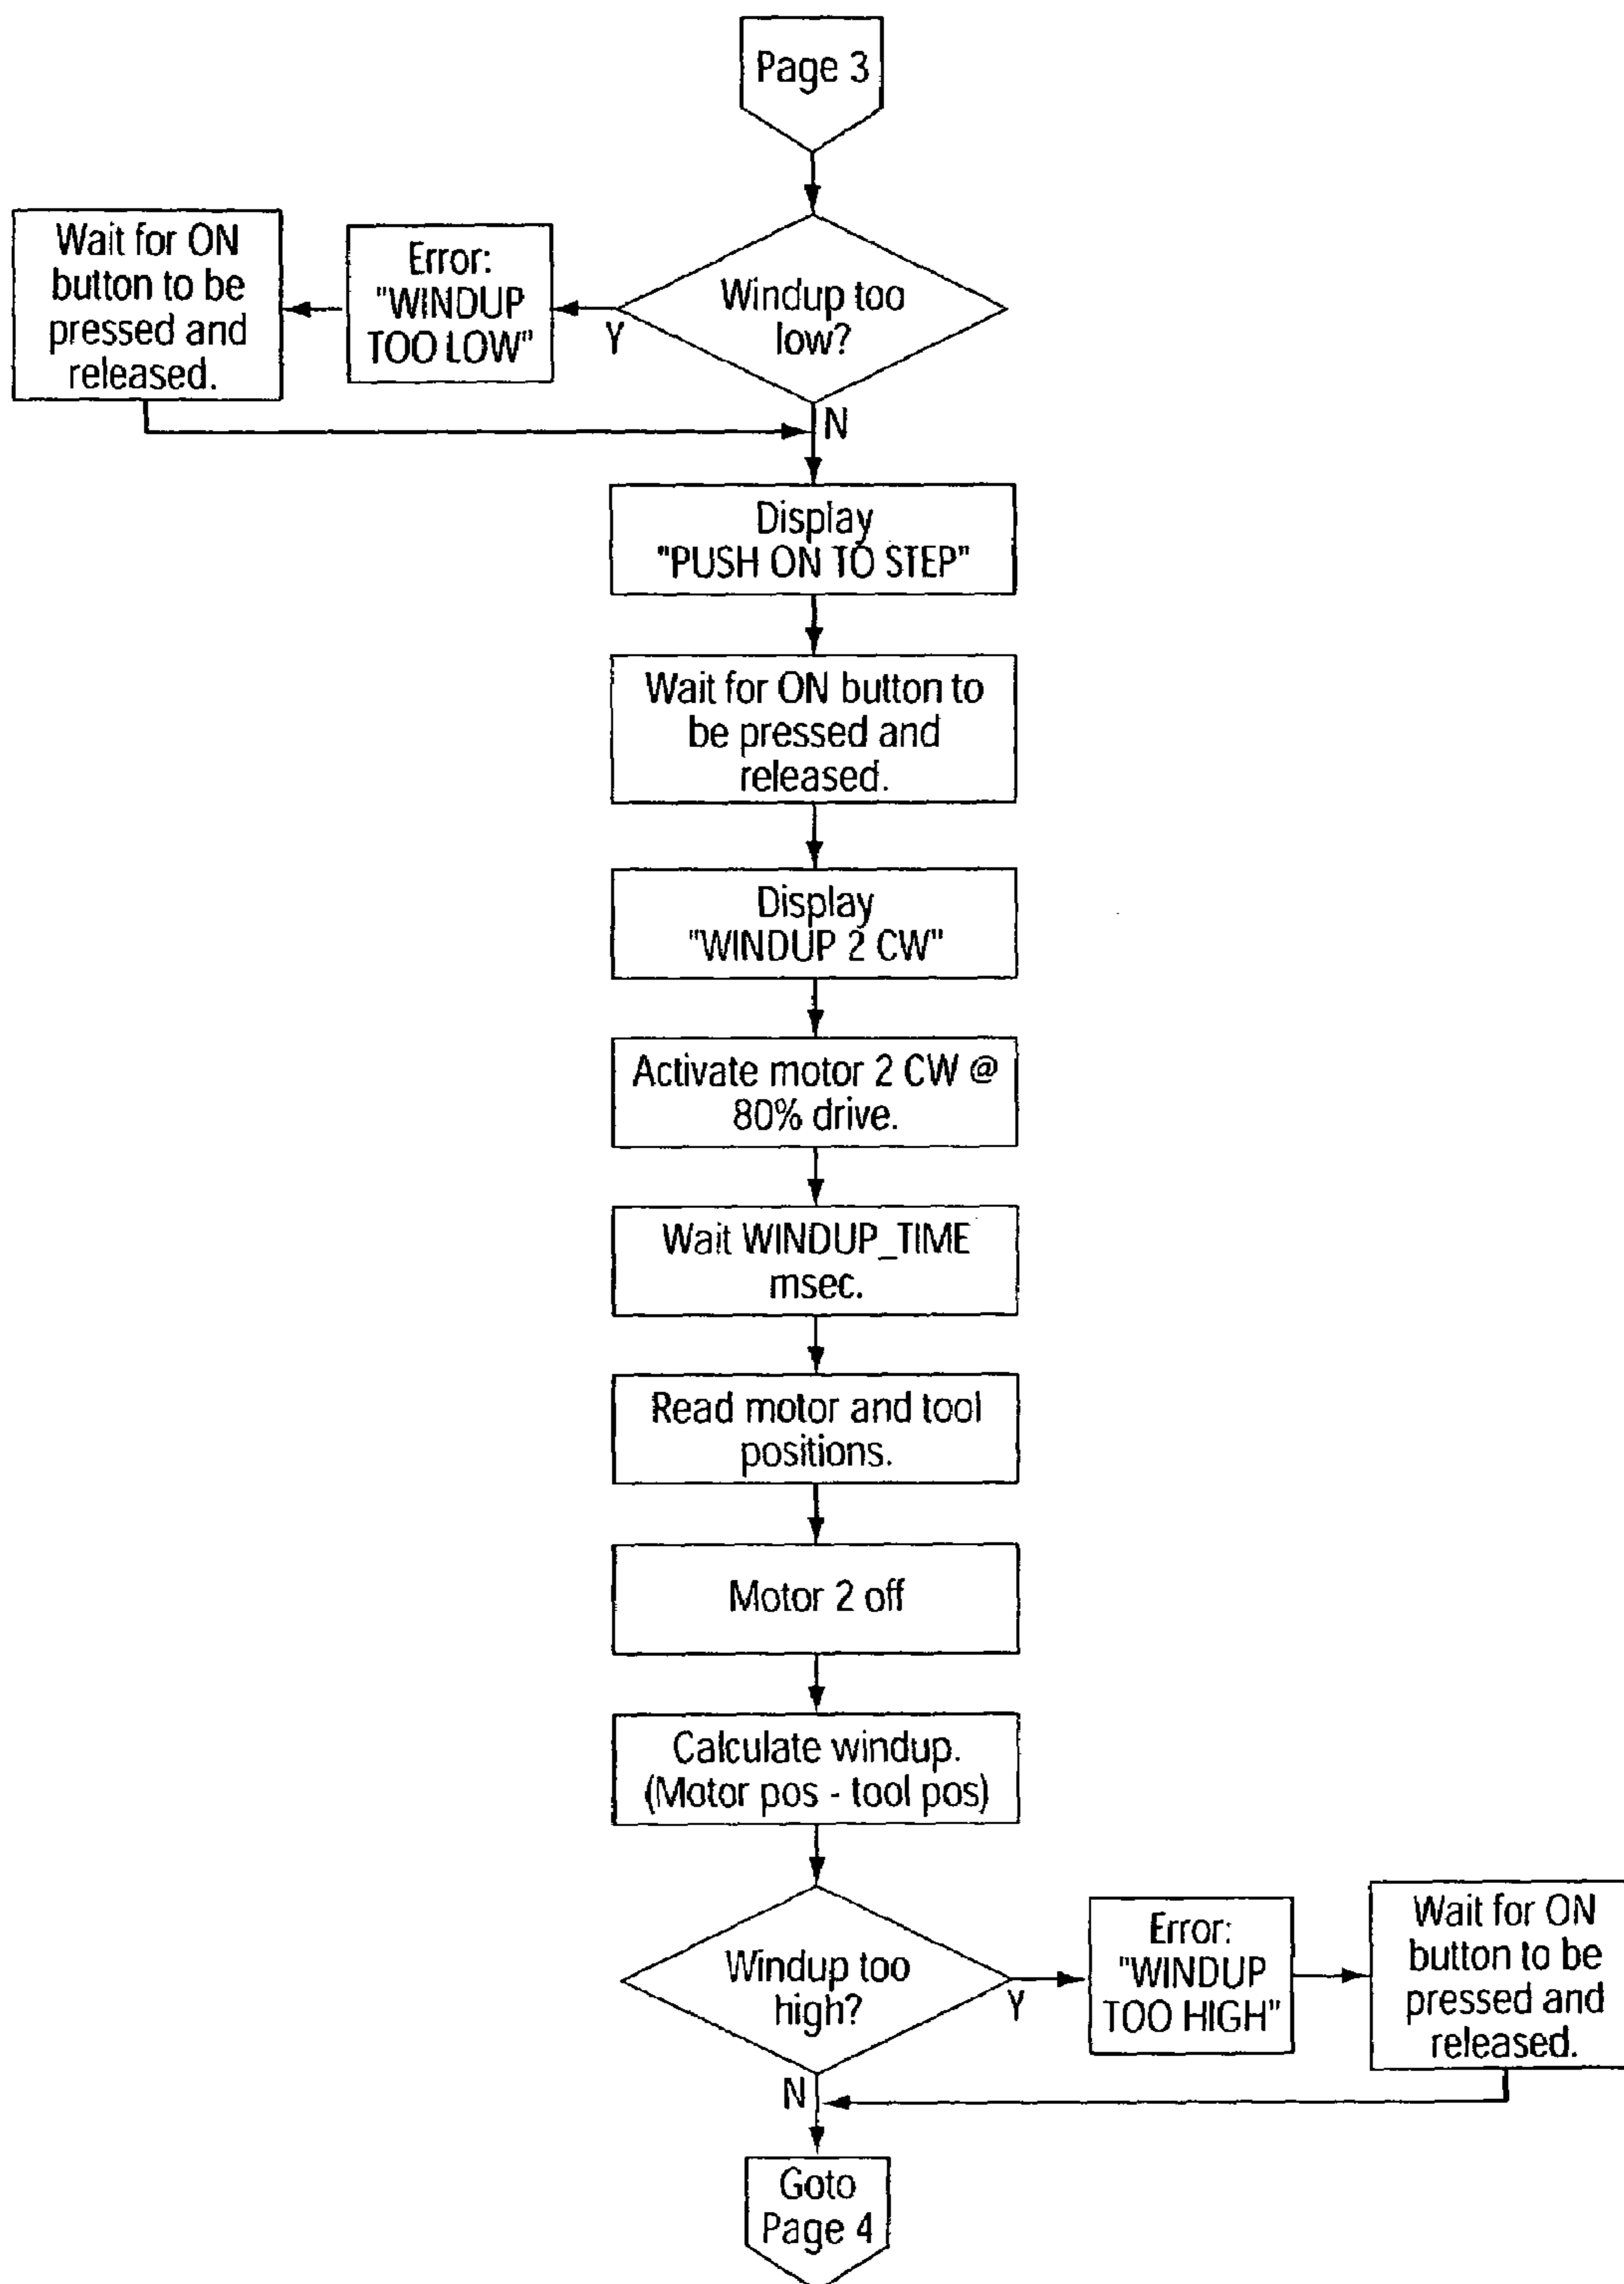 Page 3
Windup too
low?
Y
N
Error:
"WINDUP
TOO LOW"
Wait for ON
button to be
pressed and
released.
Display
"PUSH ON TO STEP"
Wait for ON button to
be pressed and
released.
Display
"WINDUP 2 CW"
Activate motor 2 CW @
80% drive.
Wait WINDUP_TIME
msec.
Read motor and tool
positions.
Motor 2 off
Calculate windup.
(Motor pos - tool pos)
Windup too
high?
Y
N
Error:
"WINDUP
TOO HIGH"
Wait for ON
button to be
pressed and
released.
Goto
Page 4